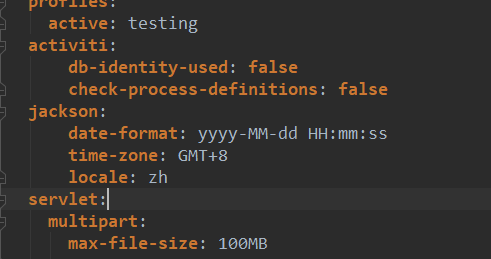 profiles:
active: testing
activiti:
db-identity-used: false
check-process-definitions: false
jackson:
date-format: yyyy-MM-dd HH:mm:ss
time-zone: GMT+8
locale: zh
servlet:
multipart:
max-file-size: 100MB